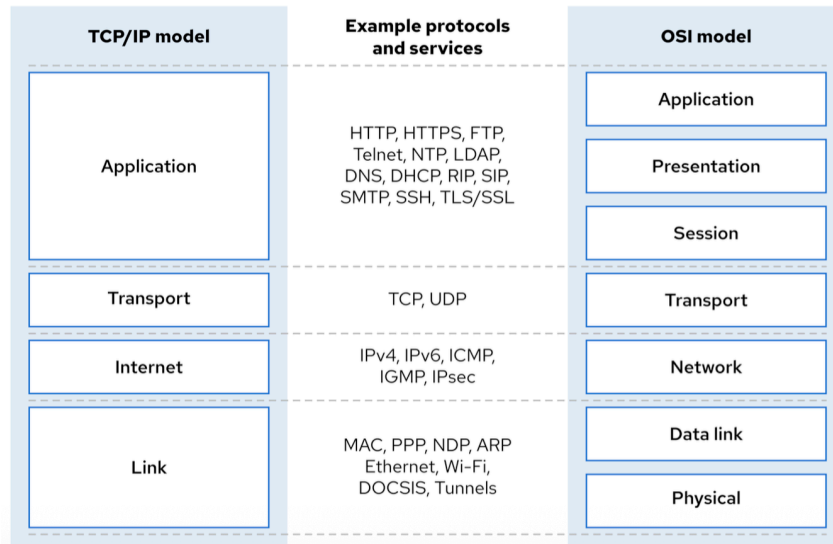 TCP/IP model
Example protocols
and services
OSI model
Application
HTTP, HTTPS, FTP,
Telnet, NTP, LDAP,
DNS, DHCP, RIP, SIP,
SMTP, SSH, TLS/SSL
Application
Presentation
Session
Transport
TCP, UDP
Transport
Internet
IPv4, IPv6, ICMP,
IGMP, IPsec
Network
Link
MAC, PPP, NDP, ARP
Ethernet, Wi-Fi,
DOCSIS, Tunnels
Data link
Physical